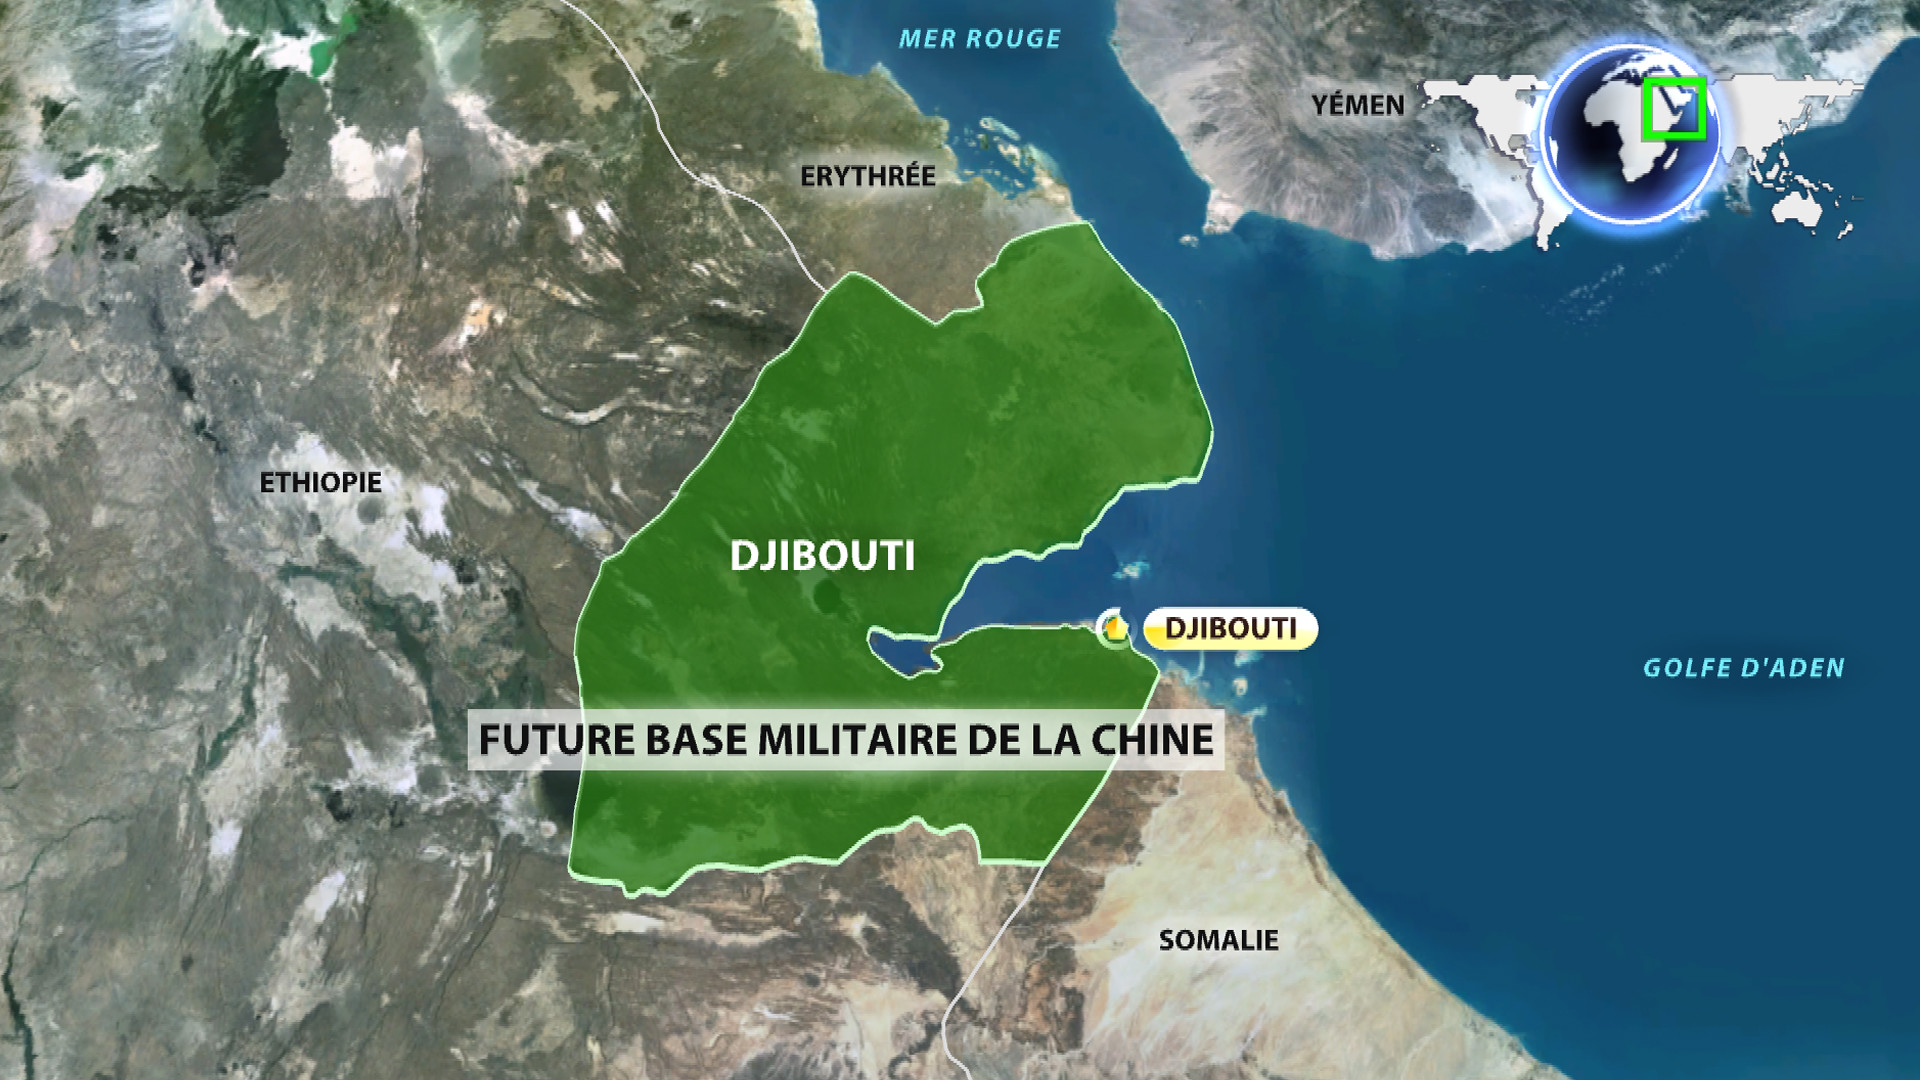 MER ROUGE
YÉMEN
ERYTHRÉE
ETHIOPIE
DJIBOUTI
DJIBOUTI
GOLFE D'ADEN
FUTURE BASE MILITAIRE DE LA CHINE
SOMALIE